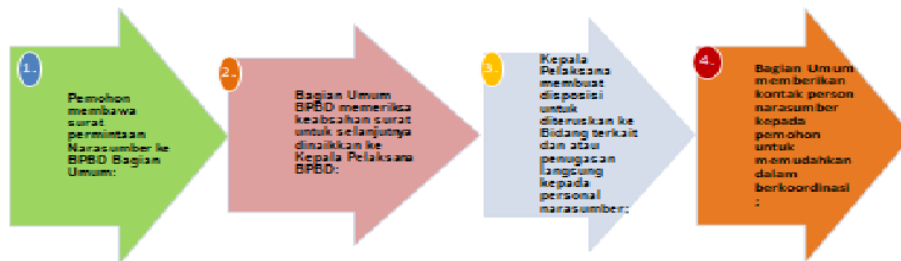 1.
Pemohon
membawa
surat
permintaan
Narasumber ke
BPBD Bagian
Umum;
2.
Bagian Umum
BPBD memeriksa
keabsahan surat
untuk selanjutnya
dinaikkan ke
Kepala Pelaksana
BPBD;
3.
Kepala
Pelaksana
membuat
disposisi
untuk
diteruskan ke
Bidang terkait
dan atau
penugasan
langsung
kepada
personal
narasumber;
4.
Bagian Umum
memberikan
kontak person
narasumber
kepada
pemohon
untuk
memudahkan
dalam
berkoordinasi
;